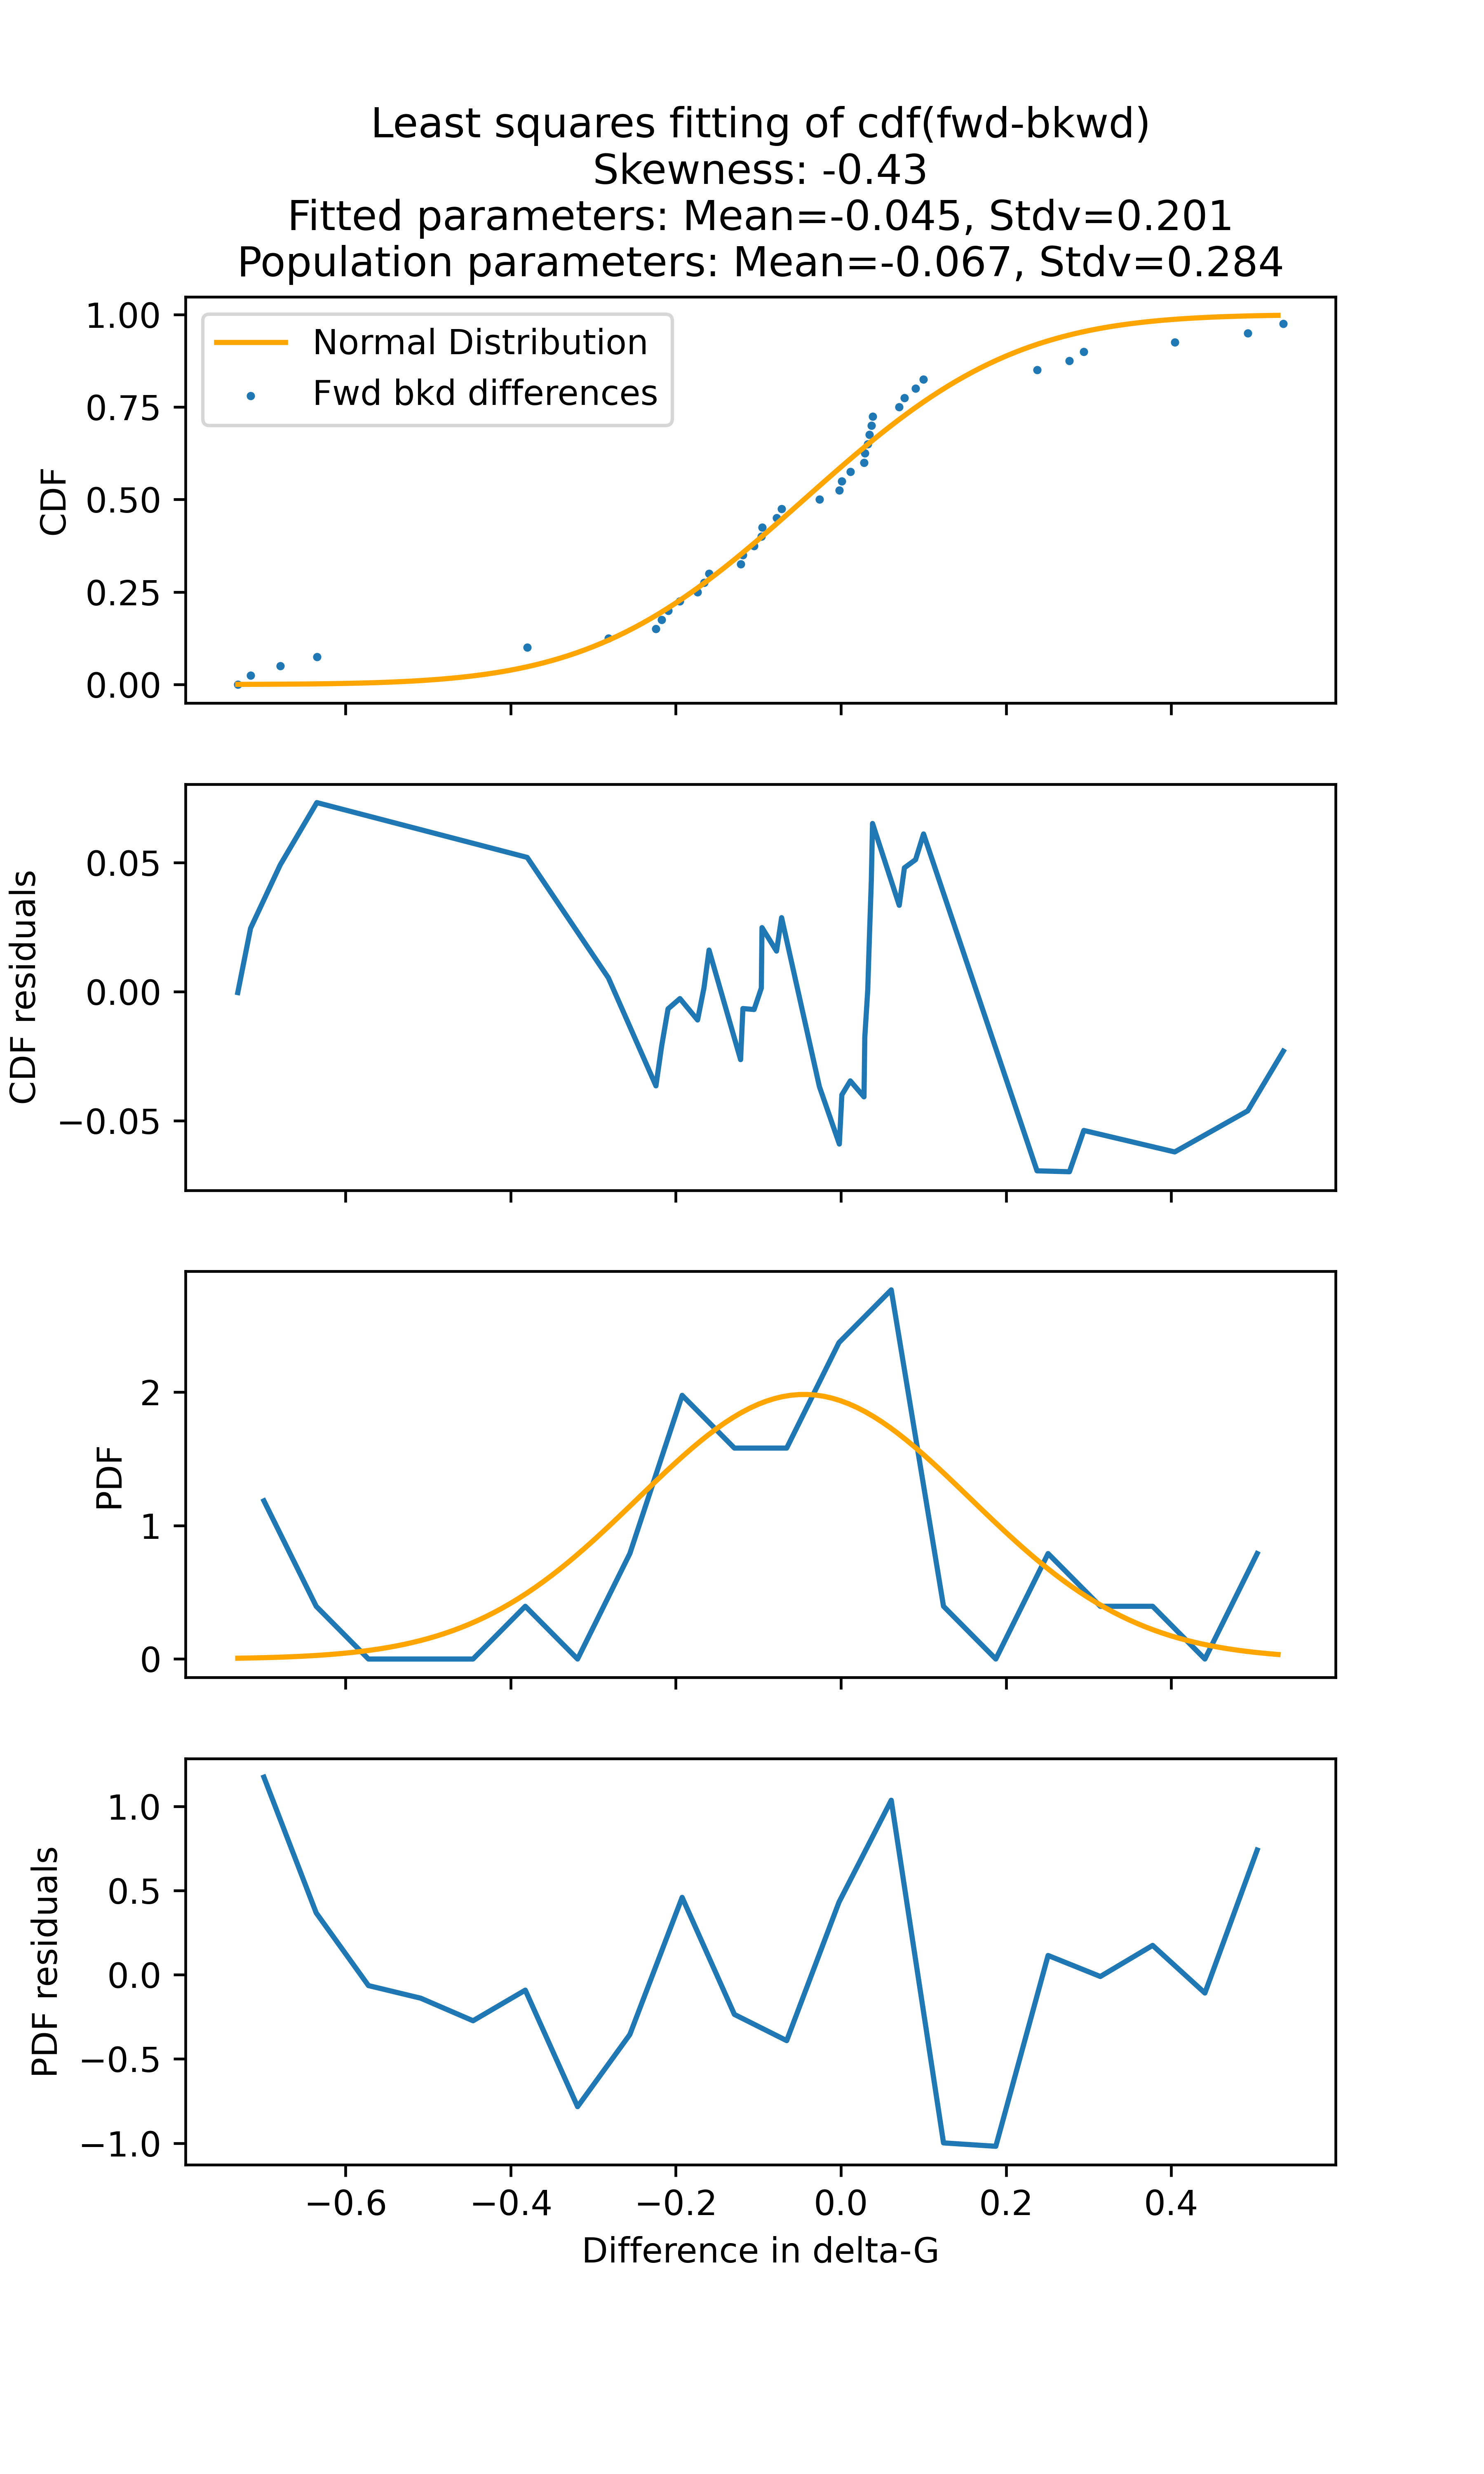 Least squares fitting of cdf(fwd-bkwd)
Skewness: -0.43
Fitted parameters: Mean=-0.045, Stdv=0.201
Population parameters: Mean=-0.067, Stdv=0.284
1.00
0.75
0.50
0.25
0.00
CDF
Normal Distribution
Fwd bkd differences
0.05
0.00
−0.05
CDF residuals
2
1
0
PDF
1.0
0.5
0.0
−0.5
−1.0
PDF residuals
−0.6 −0.4 −0.2 0.0 0.2 0.4
Difference in delta-G